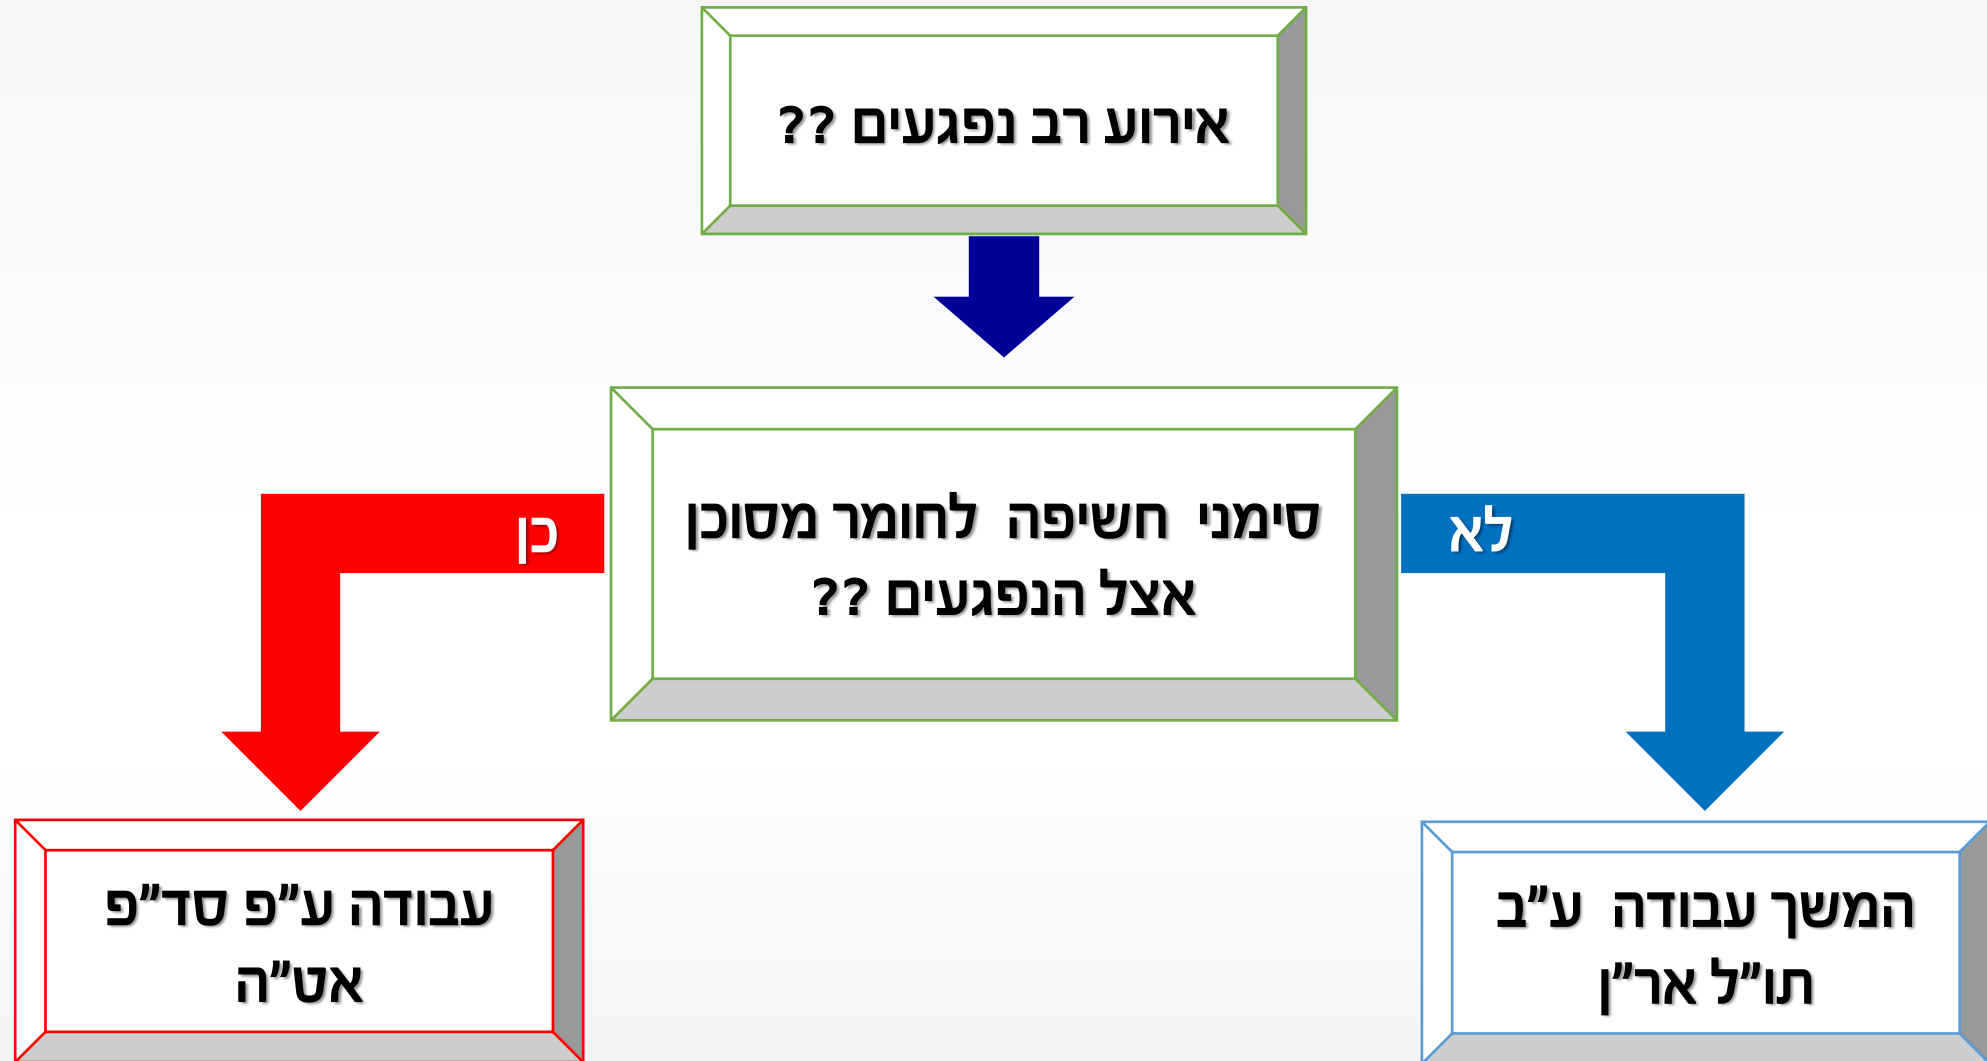 אירוע רב נפגעים ??
סימני חשיפה לחומר מסוכן
אצל הנפגעים ??
לא
כן
המשך עבודה ע"ב
תו"ל אר"ן
עבודה ע"פ סד"פ
אט"ה